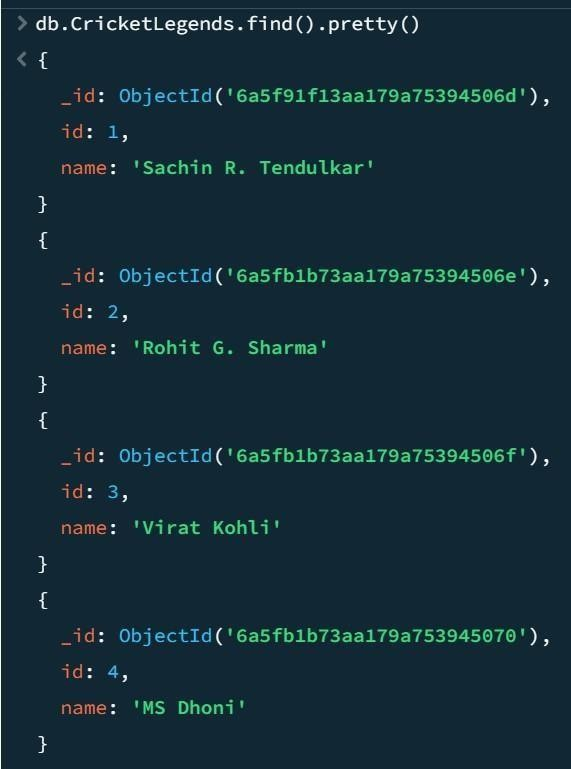 > db.CricketLegends.find().pretty()
< {
_id: ObjectId('6a5f91f13aa179a75394506d'),
id: 1,
name: 'Sachin R. Tendulkar'
}
{
_id: ObjectId('6a5fb1b73aa179a75394506e'),
id: 2,
name: 'Rohit G. Sharma'
}
{
_id: ObjectId('6a5fb1b73aa179a75394506f'),
id: 3,
name: 'Virat Kohli'
}
{
_id: ObjectId('6a5fb1b73aa179a753945070'),
id: 4,
name: 'MS Dhoni'
}